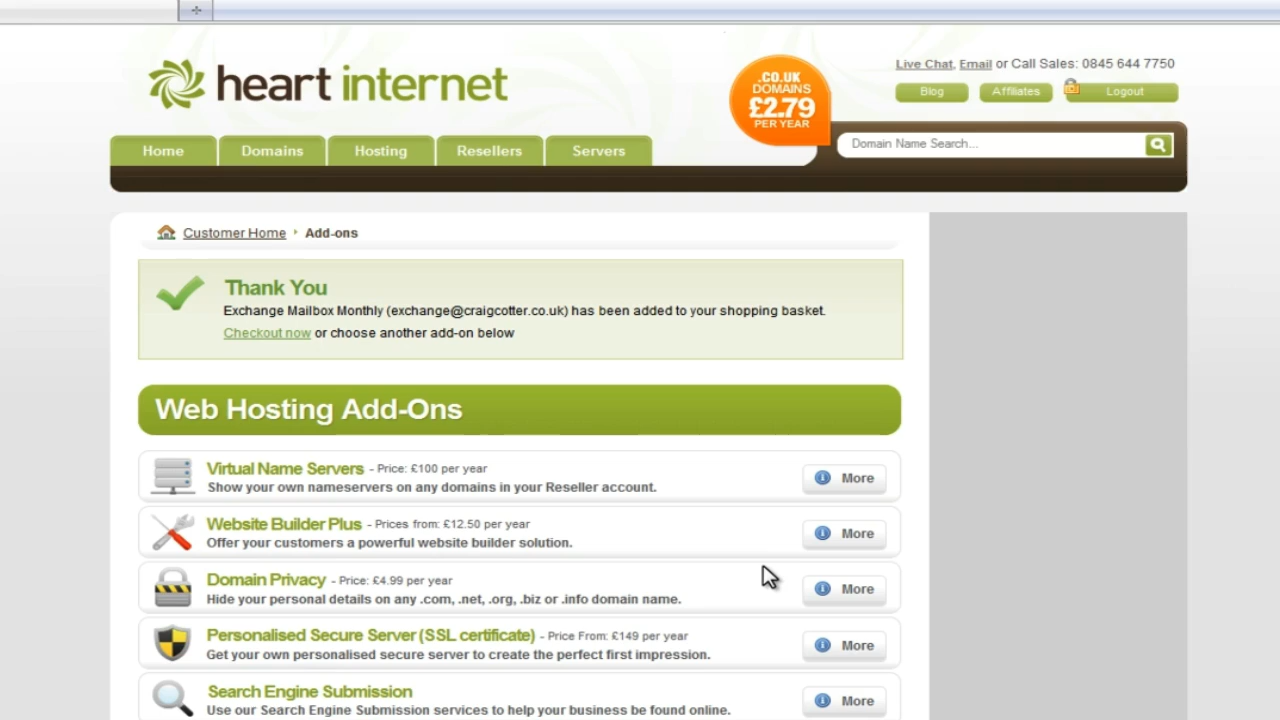 heart internet
.CO.UK
DOMAINS
£2.79
PER YEAR
Live Chat, Email or Call Sales: 0845 644 7750
Blog
Affiliates
Logout
Home
Domains
Hosting
Resellers
Servers
Domain Name Search...
Customer Home
Add-ons
Thank You
Exchange Mailbox Monthly (exchange@craigcotter.co.uk) has been added to your shopping basket.
Checkout now or choose another add-on below
Web Hosting Add-Ons
Virtual Name Servers - Price: £100 per year
Show your own nameservers on any domains in your Reseller account.
More
Website Builder Plus - Prices from: £12.50 per year
Offer your customers a powerful website builder solution.
More
Domain Privacy - Price: £4.99 per year
Hide your personal details on any .com, .net, .org, .biz or .info domain name.
More
Personalised Secure Server (SSL certificate) - Price From: £149 per year
Get your own personalised secure server to create the perfect first impression.
More
Search Engine Submission
Use our Search Engine Submission services to help your business be found online.
More